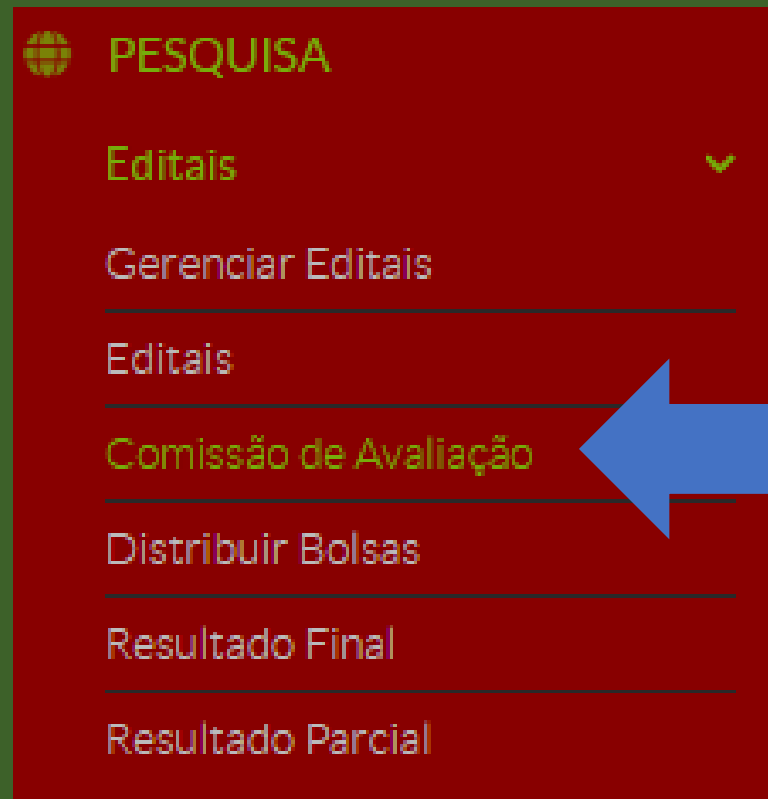 PESQUISA
Editais
Gerenciar Editais
Editais
Comissão de Avaliação
Distribuir Bolsas
Resultado Final
Resultado Parcial